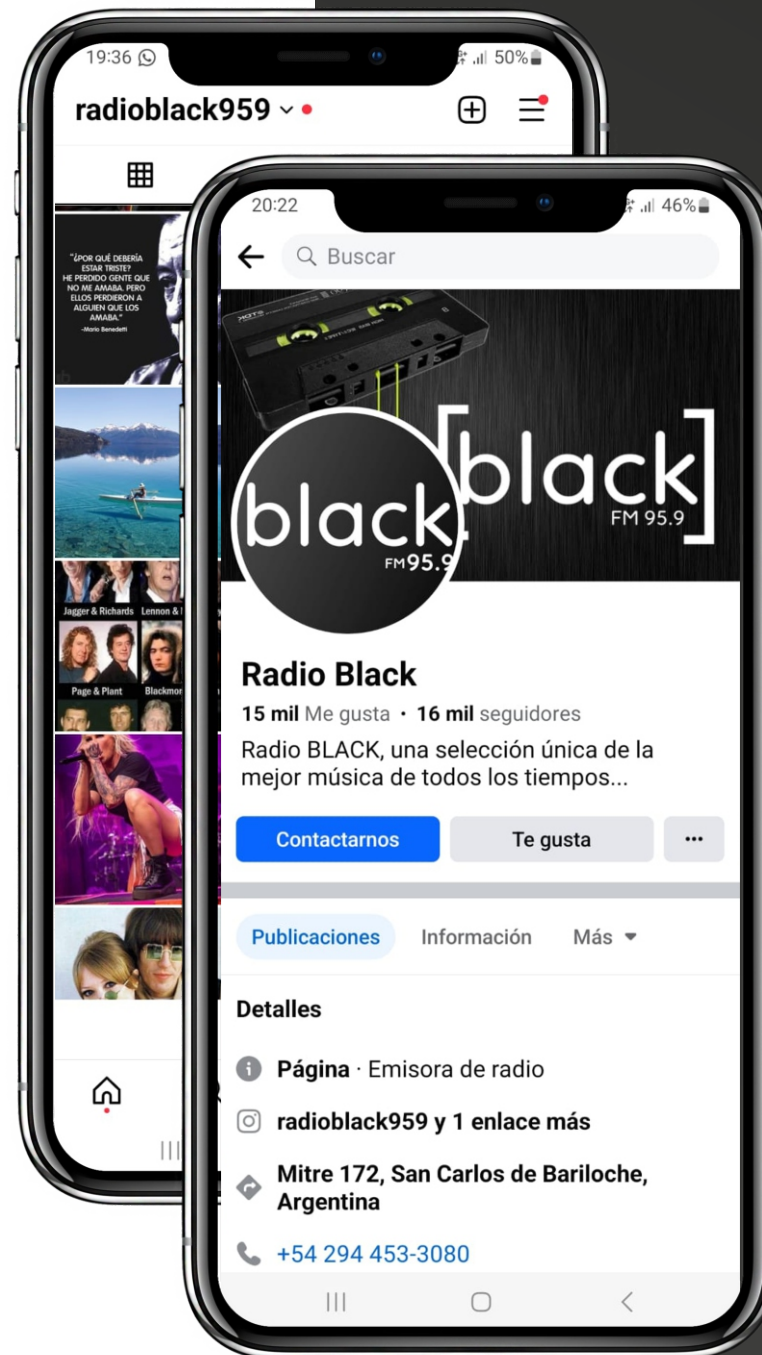 19:36
50%
radioblack959
"¿POR QUÉ DEBERÍA
ESTAR TRISTE?
HE PERDIDO GENTE QUE
NO ME AMABA. PERO
ELLOS PERDIERON A
ALGUIEN QUE LOS
AMABA."
-Mario Benedetti
Jagger & Richards
Lennon &
Page & Plant
Blackmor
20:22
46%
Buscar
[black]
FM 95.9
black
FM95.9
Radio Black
15 mil Me gusta • 16 mil seguidores
Radio BLACK, una selección única de la
mejor música de todos los tiempos...
Contactarnos
Te gusta
Publicaciones
Información
Más
Detalles
Página · Emisora de radio
radioblack959 y 1 enlace más
Mitre 172, San Carlos de Bariloche,
Argentina
+54 294 453-3080